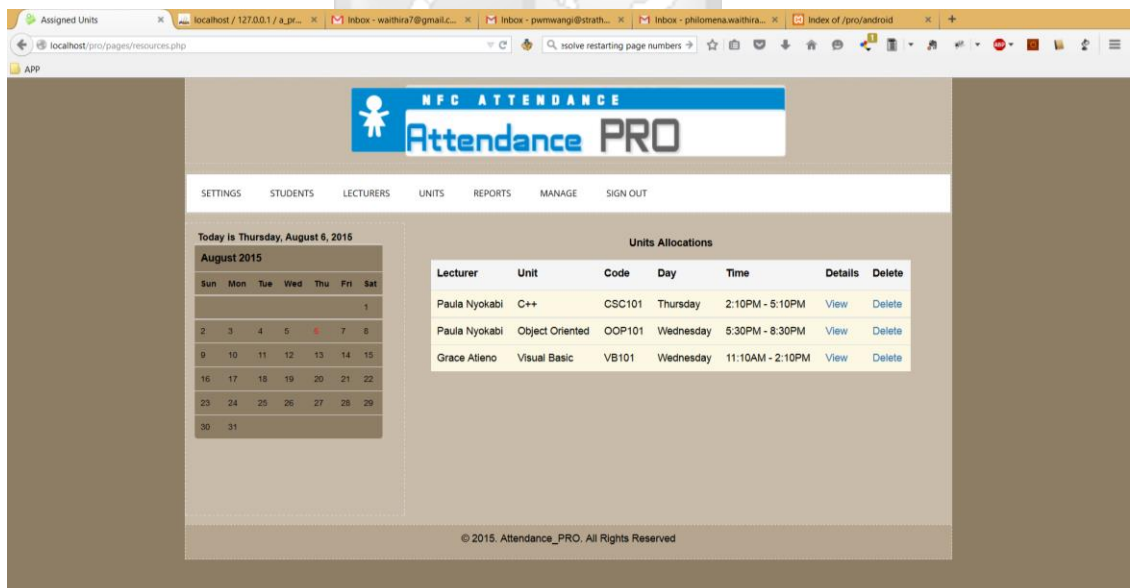 Assigned Units
localhost / 127.0.0.1 / a_pr...
Inbox - waithira7@gmail.c...
Inbox - pwmwangi@strath...
Inbox - philomena.waithira...
Index of /pro/android
localhost/pro/pages/resources.php
solve restarting page numbers
1
ABP
APP
NFC ATTENDANCE
Attendance PRO
SETTINGS STUDENTS LECTURERS UNITS REPORTS MANAGE SIGN OUT
Today is Thursday, August 6, 2015
August 2015
Sun Mon Tue Wed Thu Fri Sat
1
2 3 4 5 6 7 8
9 10 11 12 13 14 15
16 17 18 19 20 21 22
23 24 25 26 27 28 29
30 31
Units Allocations
Lecturer Unit Code Day Time Details Delete
Paula Nyokabi C++ CSC101 Thursday 2:10PM - 5:10PM View Delete
Paula Nyokabi Object Oriented OOP101 Wednesday 5:30PM - 8:30PM View Delete
Grace Atieno Visual Basic VB101 Wednesday 11:10AM - 2:10PM View Delete
© 2015. Attendance_PRO. All Rights Reserved